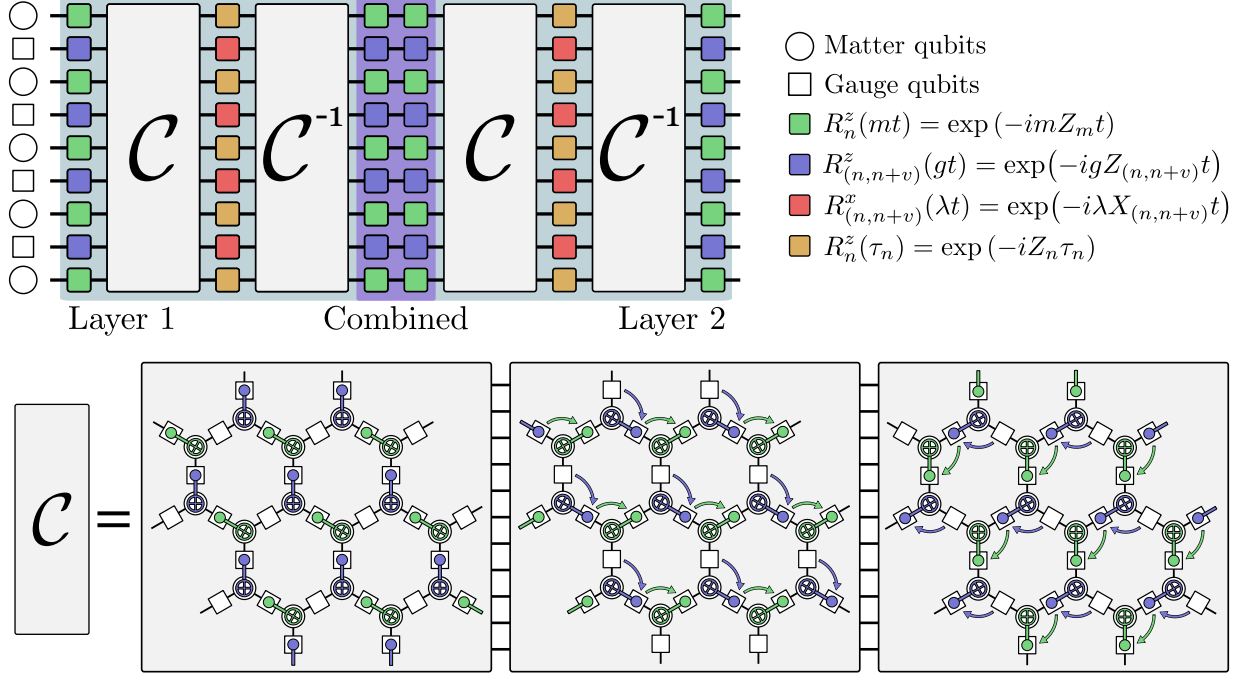 Matter qubits
Gauge qubits
R^z_n(mt) = exp (−imZ_m t)
R^z_{(n,n+v)}(gt) = exp(−igZ_{(n,n+v)}t)
R^x_{(n,n+v)}(λt) = exp(−iλX_{(n,n+v)}t)
R^z_n(τ_n) = exp (−iZ_n τ_n)
𝒞 𝒞^{-1} 𝒞 𝒞^{-1}
Layer 1 Combined Layer 2
𝒞 =